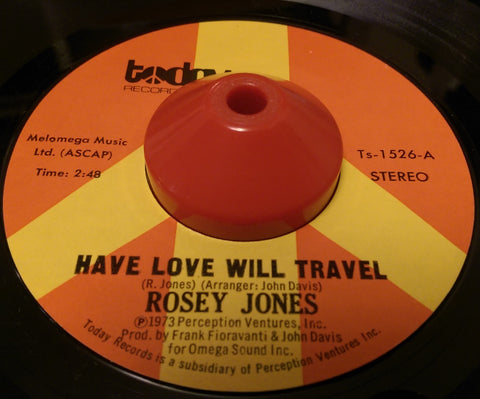 today
RECORDS
Melomega Music
Ltd. (ASCAP)
Time: 2:48
Ts-1526-A
STEREO
HAVE LOVE WILL TRAVEL
(R. Jones) (Arranger: John Davis)
ROSEY JONES
Ⓟ1973 Perception Ventures, Inc.
Prod. by Frank Fioravanti & John Davis
for Omega Sound Inc.
Today Records is a subsidiary of Perception Ventures Inc.